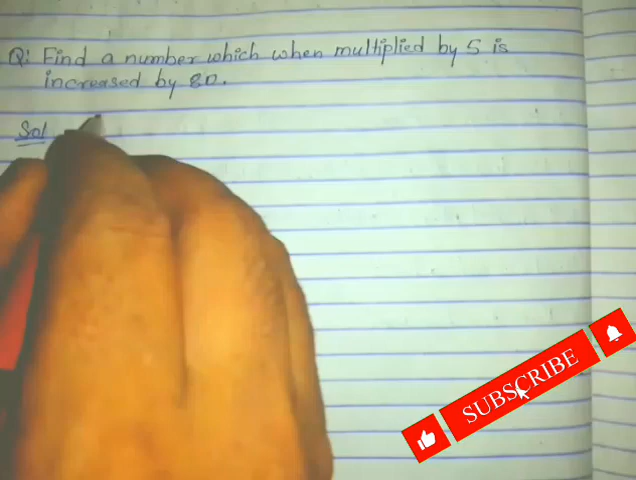 Q: Find a number which when multiplied by 5 is
increased by 80.
Sol
SUBSCRIBE